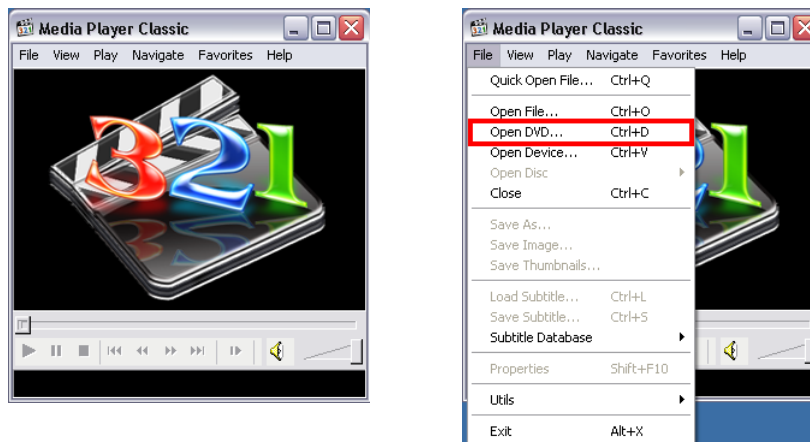 Media Player Classic
File View Play Navigate Favorites Help
321
Media Player Classic
File View Play Navigate Favorites Help
Quick Open File... Ctrl+Q
Open File... Ctrl+O
Open DVD... Ctrl+D
Open Device... Ctrl+V
Open Disc
Close Ctrl+C
Save As...
Save Image...
Save Thumbnails...
Load Subtitle... Ctrl+L
Save Subtitle... Ctrl+S
Subtitle Database
Properties Shift+F10
Utils
Exit Alt+X